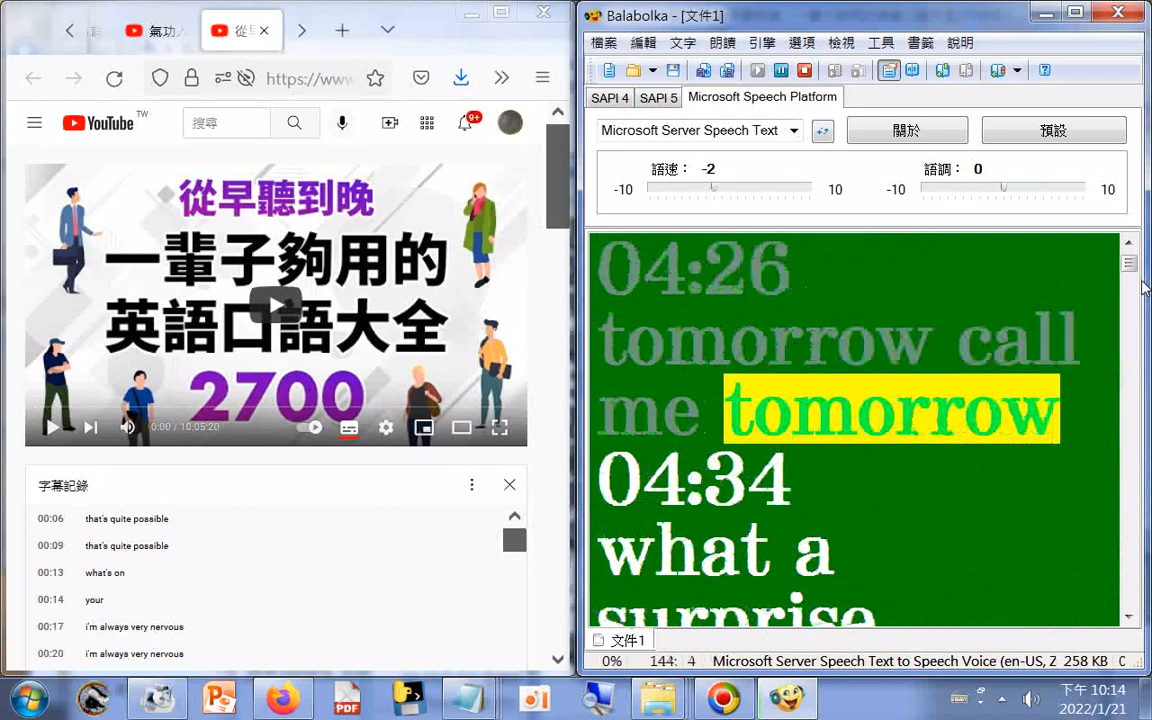 氣功
從
https://www
YouTube TW
搜尋
9+
從早聽到晚
一輩子夠用的
英語口語大全
2700
0:00 / 10:05:20
字幕記錄
00:06 that's quite possible
00:09 that's quite possible
00:13 what's on
00:14 your
00:17 i'm always very nervous
00:20 i'm always very nervous
Balabolka - [文件1]
檔案 編輯 文字 朗讀 引擎 選項 檢視 工具 書籤 說明
SAPI 4 SAPI 5 Microsoft Speech Platform
Microsoft Server Speech Text 關於 預設
語速： -2 語調： 0
-10 10 -10 10
04:26
tomorrow call
me tomorrow
04:34
what a
surprise
文件1
0% 144: 4 Microsoft Server Speech Text to Speech Voice (en-US, Z 258 KB
PDF
下午 10:14
2022/1/21